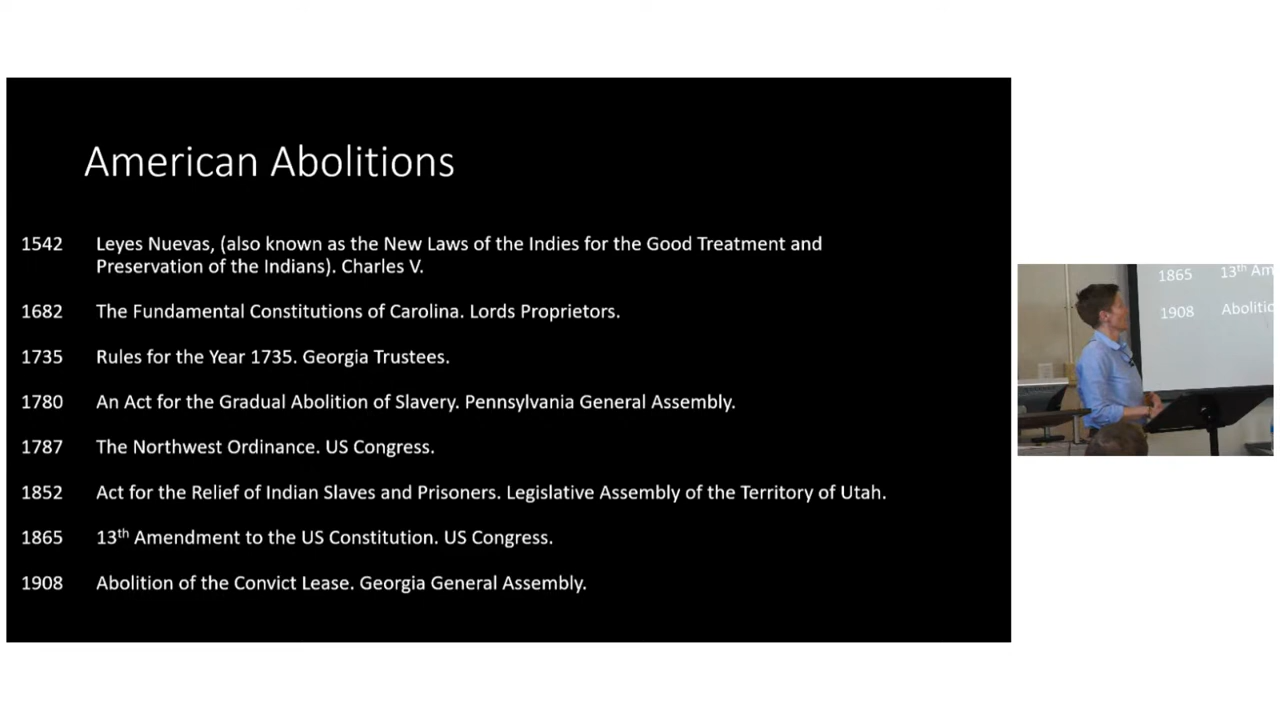 American Abolitions
1542 Leyes Nuevas, (also known as the New Laws of the Indies for the Good Treatment and
Preservation of the Indians). Charles V.
1682 The Fundamental Constitutions of Carolina. Lords Proprietors.
1735 Rules for the Year 1735. Georgia Trustees.
1780 An Act for the Gradual Abolition of Slavery. Pennsylvania General Assembly.
1787 The Northwest Ordinance. US Congress.
1852 Act for the Relief of Indian Slaves and Prisoners. Legislative Assembly of the Territory of Utah.
1865 13th Amendment to the US Constitution. US Congress.
1908 Abolition of the Convict Lease. Georgia General Assembly.
1865 13th Am
1908 Abolitio